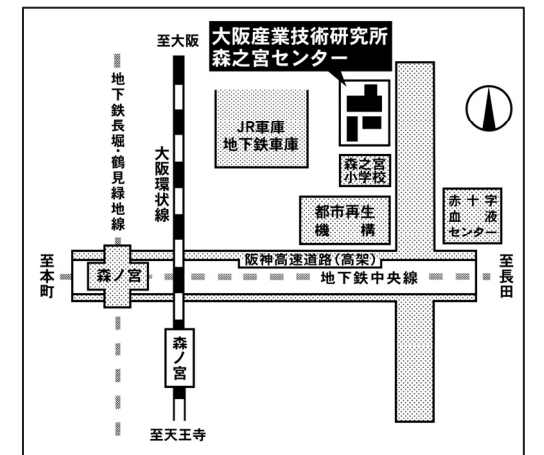 至大阪
大阪産業技術研究所
森之宮センター
地下鉄長堀・鶴見緑地線
大阪環状線
JR車庫
地下鉄車庫
森之宮
小学校
都市再生
機構
赤十字
血液
センター
阪神高速道路(高架)
地下鉄中央線
至本町
森ノ宮
至長田
森ノ宮
至天王寺